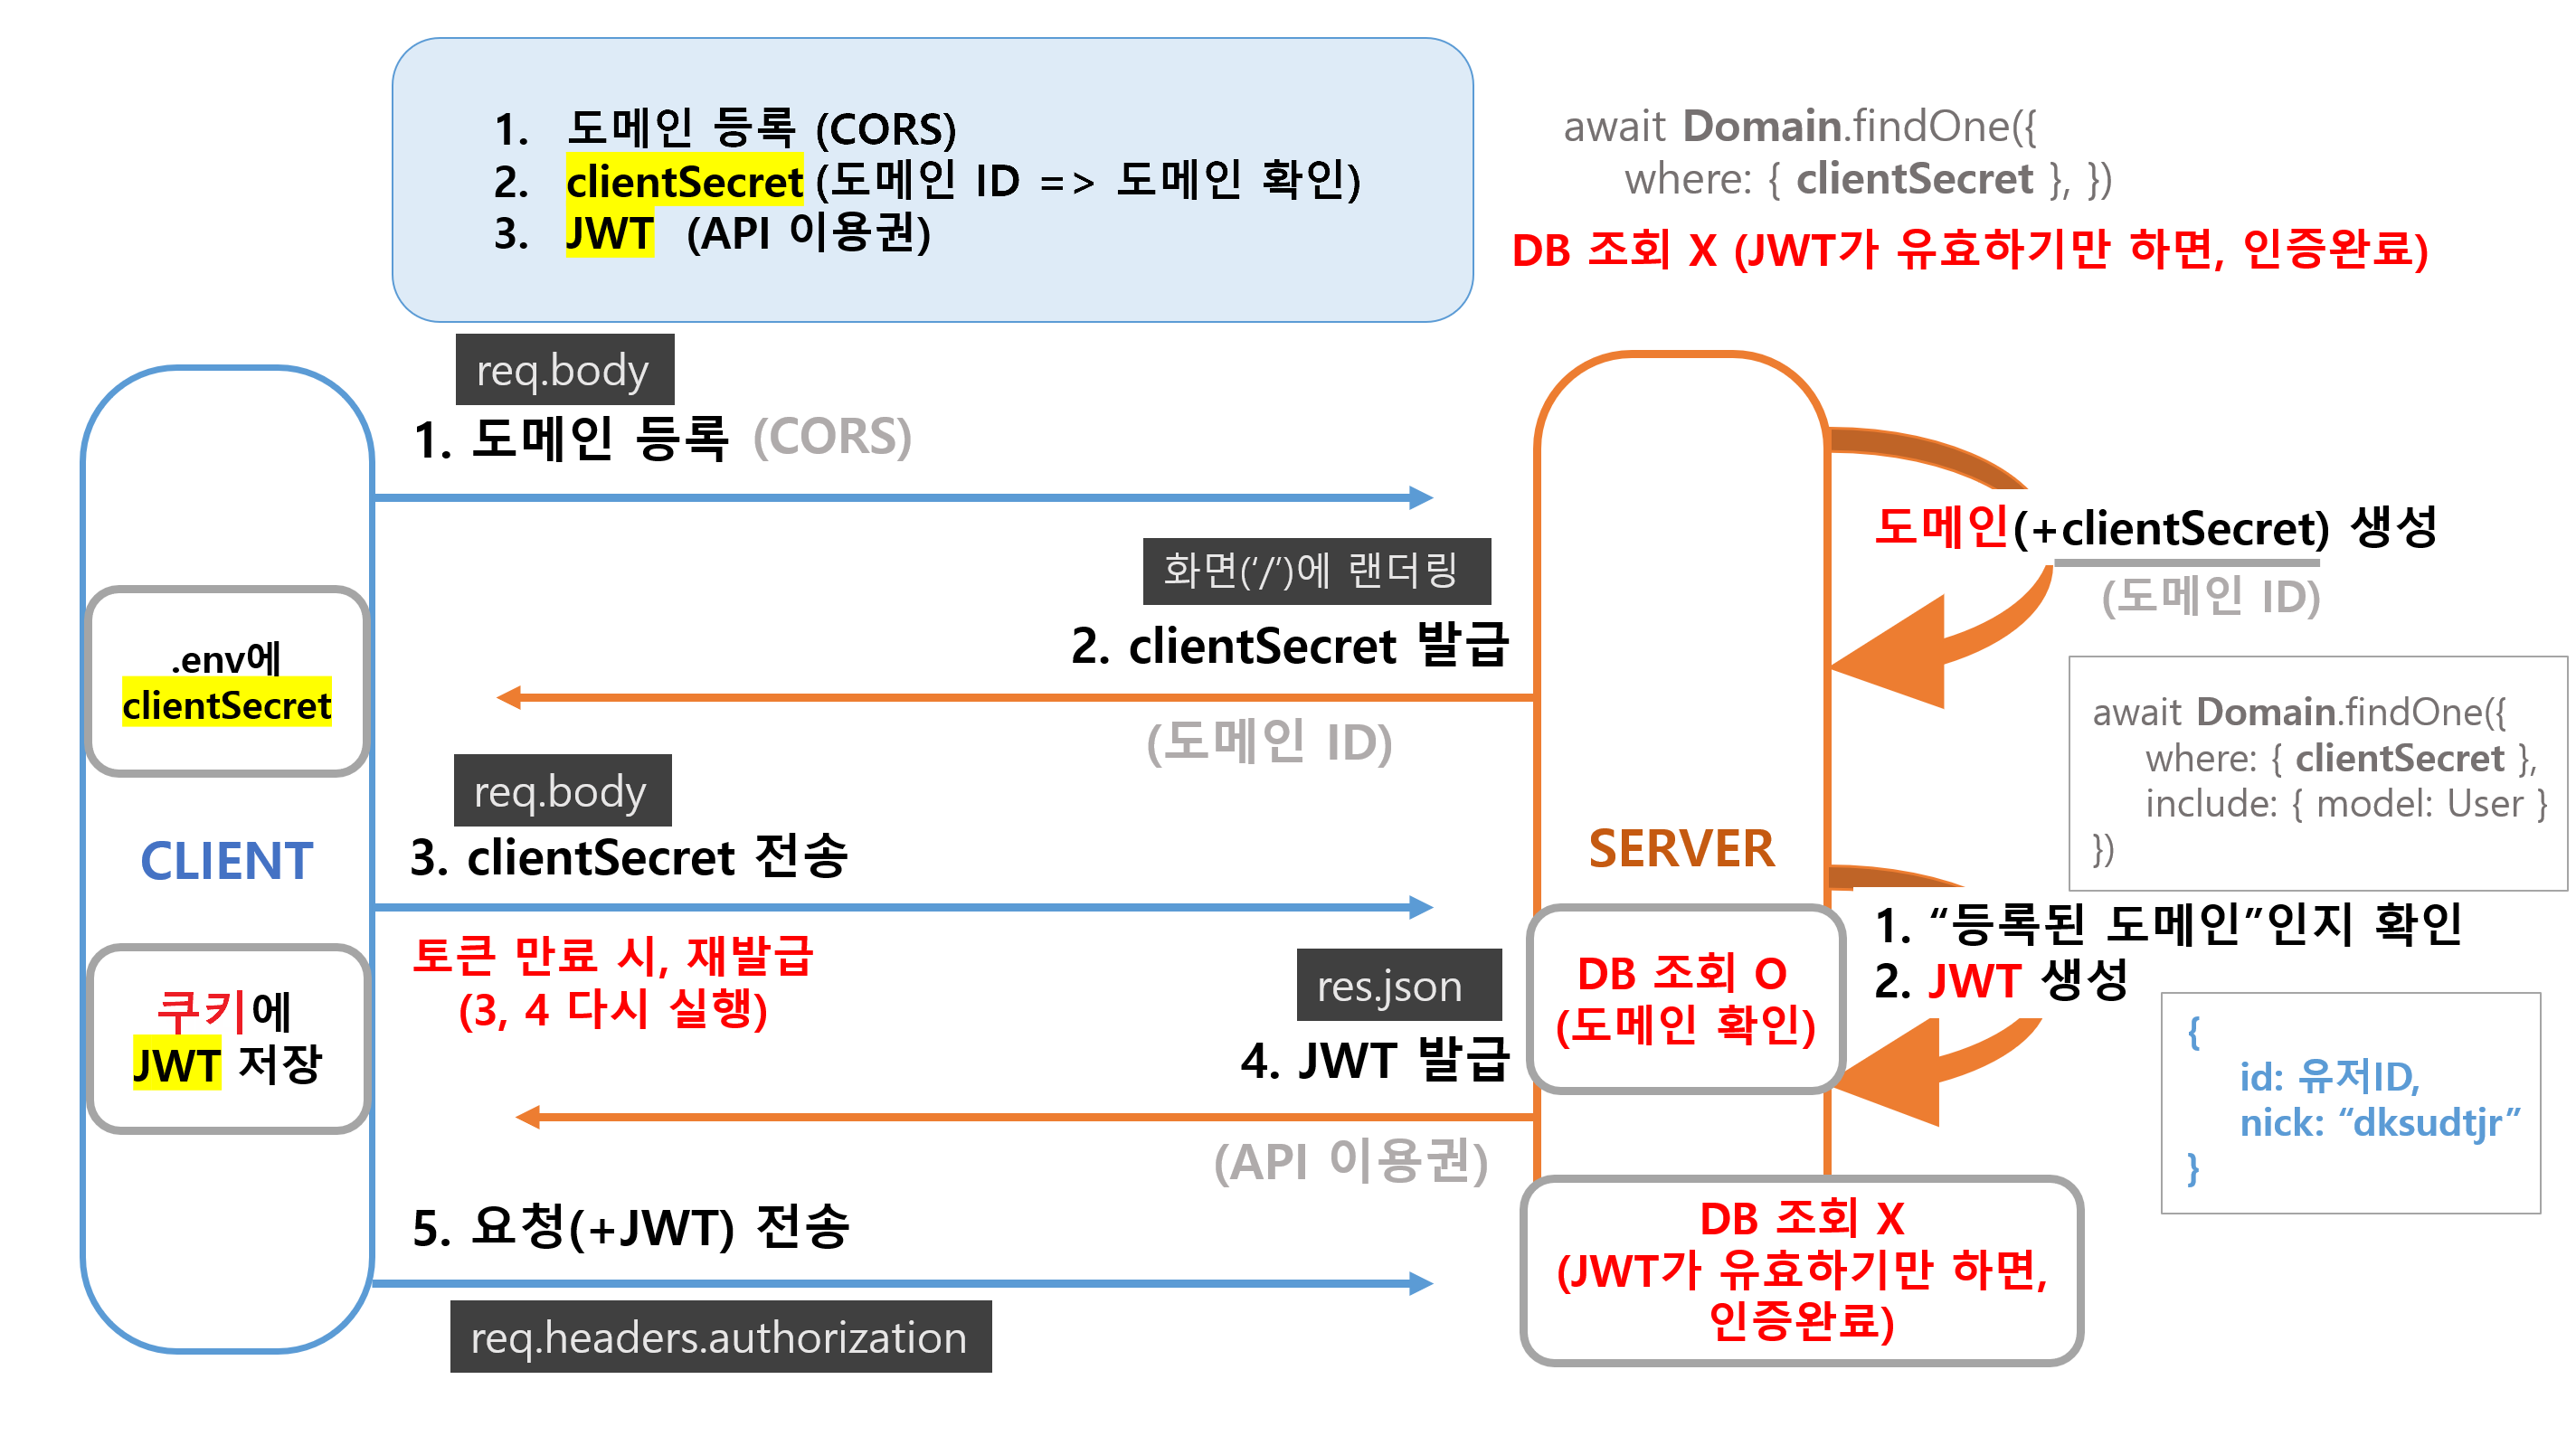 1. 도메인 등록 (CORS)
2. clientSecret (도메인 ID => 도메인 확인)
3. JWT (API 이용권)
await Domain.findOne({
where: { clientSecret }, })
DB 조회 X (JWT가 유효하기만 하면, 인증완료)
req.body
1. 도메인 등록 (CORS)
도메인(+clientSecret) 생성
(도메인 ID)
화면(‘/’)에 랜더링
2. clientSecret 발급
(도메인 ID)
.env에
clientSecret
await Domain.findOne({
where: { clientSecret },
include: { model: User }
})
req.body
3. clientSecret 전송
CLIENT
SERVER
토큰 만료 시, 재발급
(3, 4 다시 실행)
DB 조회 O
(도메인 확인)
1. “등록된 도메인”인지 확인
2. JWT 생성
쿠키에
JWT 저장
res.json
4. JWT 발급
(API 이용권)
{
id: 유저ID,
nick: “dksudtjr”
}
5. 요청(+JWT) 전송
req.headers.authorization
DB 조회 X
(JWT가 유효하기만 하면,
인증완료)